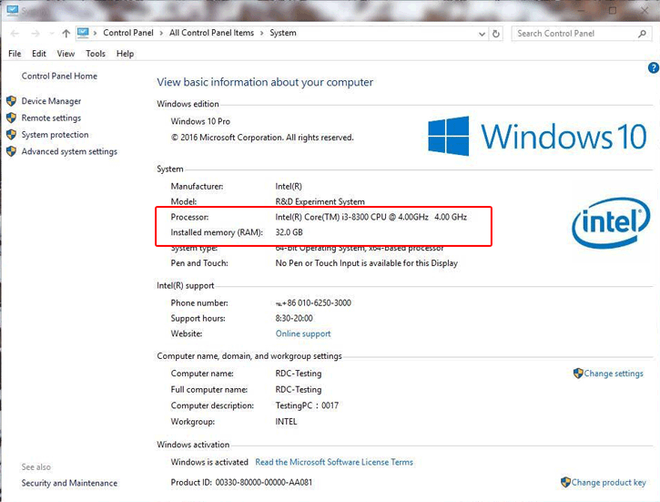 Control Panel > All Control Panel Items > System
Search Control Panel
File Edit View Tools Help
Control Panel Home
Device Manager
Remote settings
System protection
Advanced system settings
View basic information about your computer
Windows edition
Windows 10 Pro
© 2016 Microsoft Corporation. All rights reserved.
Windows 10
System
Manufacturer: Intel(R)
Model: R&D Experiment System
Processor: Intel(R) Core(TM) i3-8300 CPU @ 4.00GHz 4.00 GHz
Installed memory (RAM): 32.0 GB
System type: 64-bit Operating System, x64-based processor
Pen and Touch: No Pen or Touch Input is available for this Display
intel
Intel(R) support
Phone number: +86 010-6250-3000
Support hours: 8:30-20:00
Website: Online support
Computer name, domain, and workgroup settings
Computer name: RDC-Testing
Change settings
Full computer name: RDC-Testing
Computer description: TestingPC：0017
Workgroup: INTEL
Windows activation
Windows is activated Read the Microsoft Software License Terms
Product ID: 00330-80000-00000-AA081
Change product key
See also
Security and Maintenance